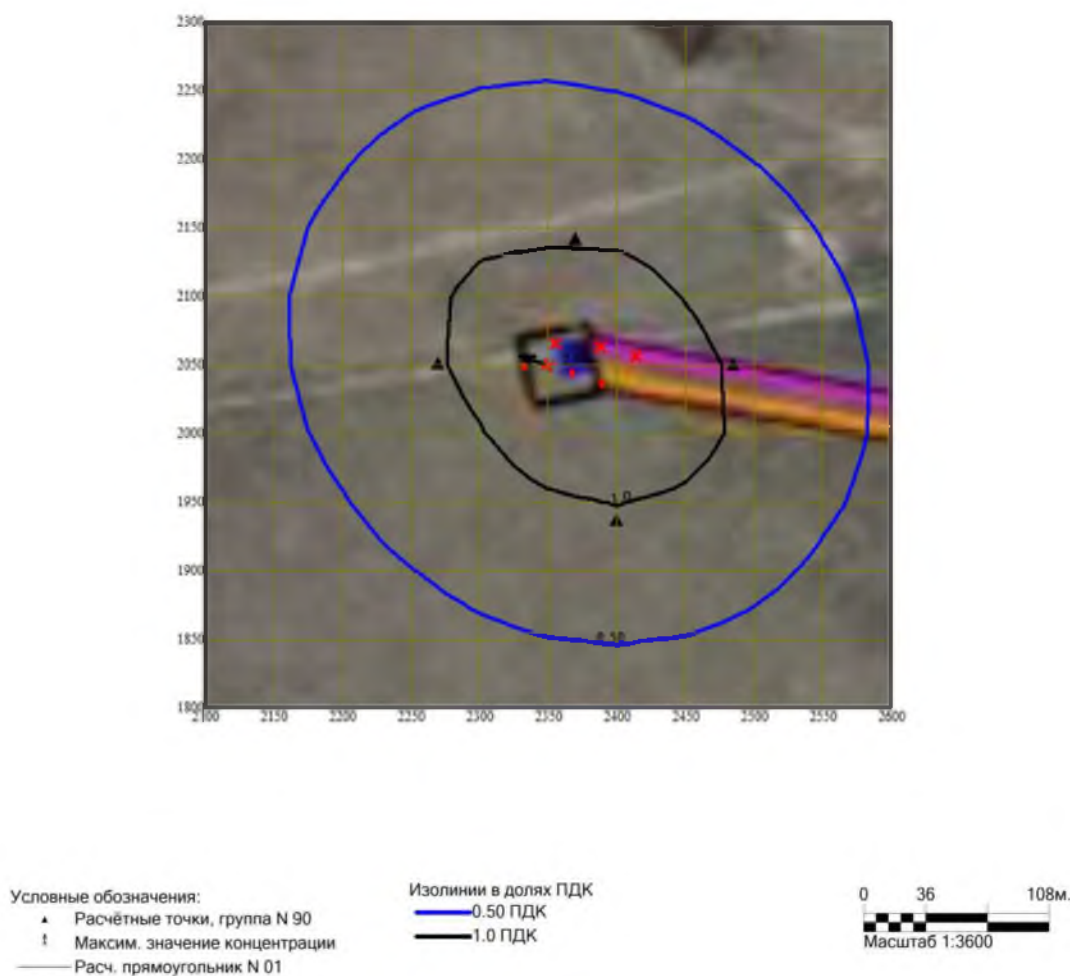 2300
2250
2200
2150
2100
2050
2000
1950
1.0
1900
1850
0.50
1800
2100 2150 2200 2250 2300 2350 2400 2450 2500 2550 2600
Условные обозначения:
Расчётные точки, группа N 90
Максим. значение концентрации
Расч. прямоугольник N 01
Изолинии в долях ПДК
0.50 ПДК
1.0 ПДК
0 36 108м.
Масштаб 1:3600